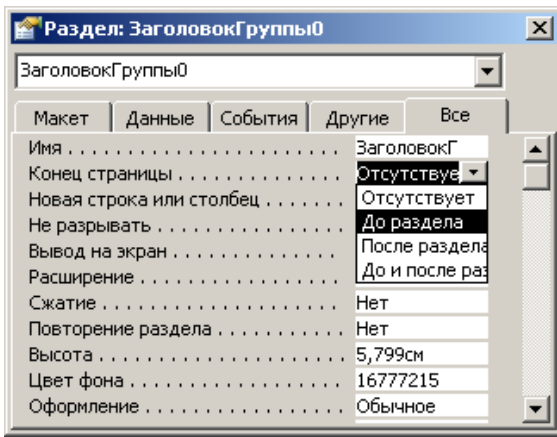 Раздел: ЗаголовокГруппы0
ЗаголовокГруппы0
Макет Данные События Другие Все
Имя ЗаголовокГ
Конец страницы Отсутствуе
Новая строка или столбец Отсутствует
Не разрывать До раздела
Вывод на экран После раздела
Расширение До и после раз
Сжатие Нет
Повторение раздела Нет
Высота 5,799см
Цвет фона 16777215
Оформление Обычное